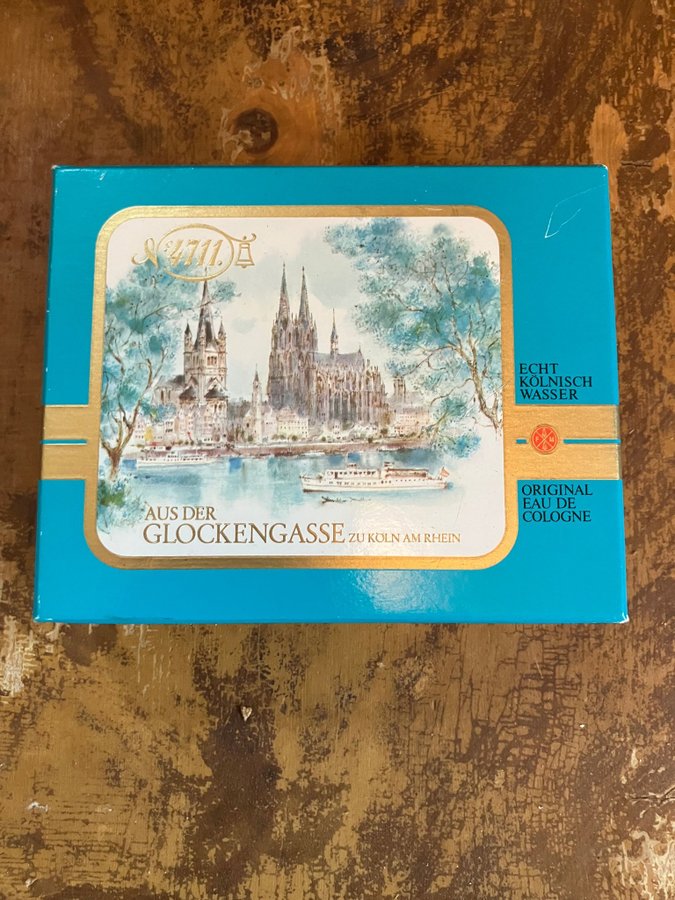 Nº 4711.
AUS DER
GLOCKENGASSE ZU KÖLN AM RHEIN
ECHT
KÖLNISCH
WASSER
ORIGINAL
EAU DE
COLOGNE